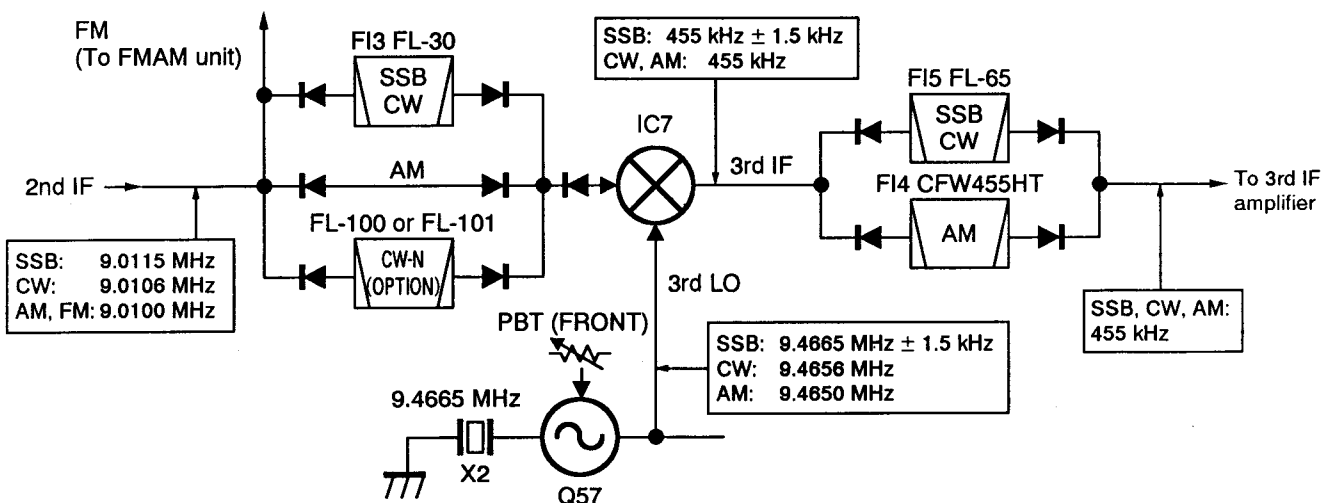 FM
(To FMAM unit)
FI3 FL-30
SSB
CW
SSB: 455 kHz ± 1.5 kHz
CW, AM: 455 kHz
FI5 FL-65
SSB
CW
IC7
2nd IF
AM
3rd IF
FI4 CFW455HT
AM
To 3rd IF
amplifier
FL-100 or FL-101
CW-N
(OPTION)
SSB: 9.0115 MHz
CW: 9.0106 MHz
AM, FM: 9.0100 MHz
3rd LO
SSB, CW, AM:
455 kHz
PBT (FRONT)
SSB: 9.4665 MHz ± 1.5 kHz
CW: 9.4656 MHz
AM: 9.4650 MHz
9.4665 MHz
X2
Q57